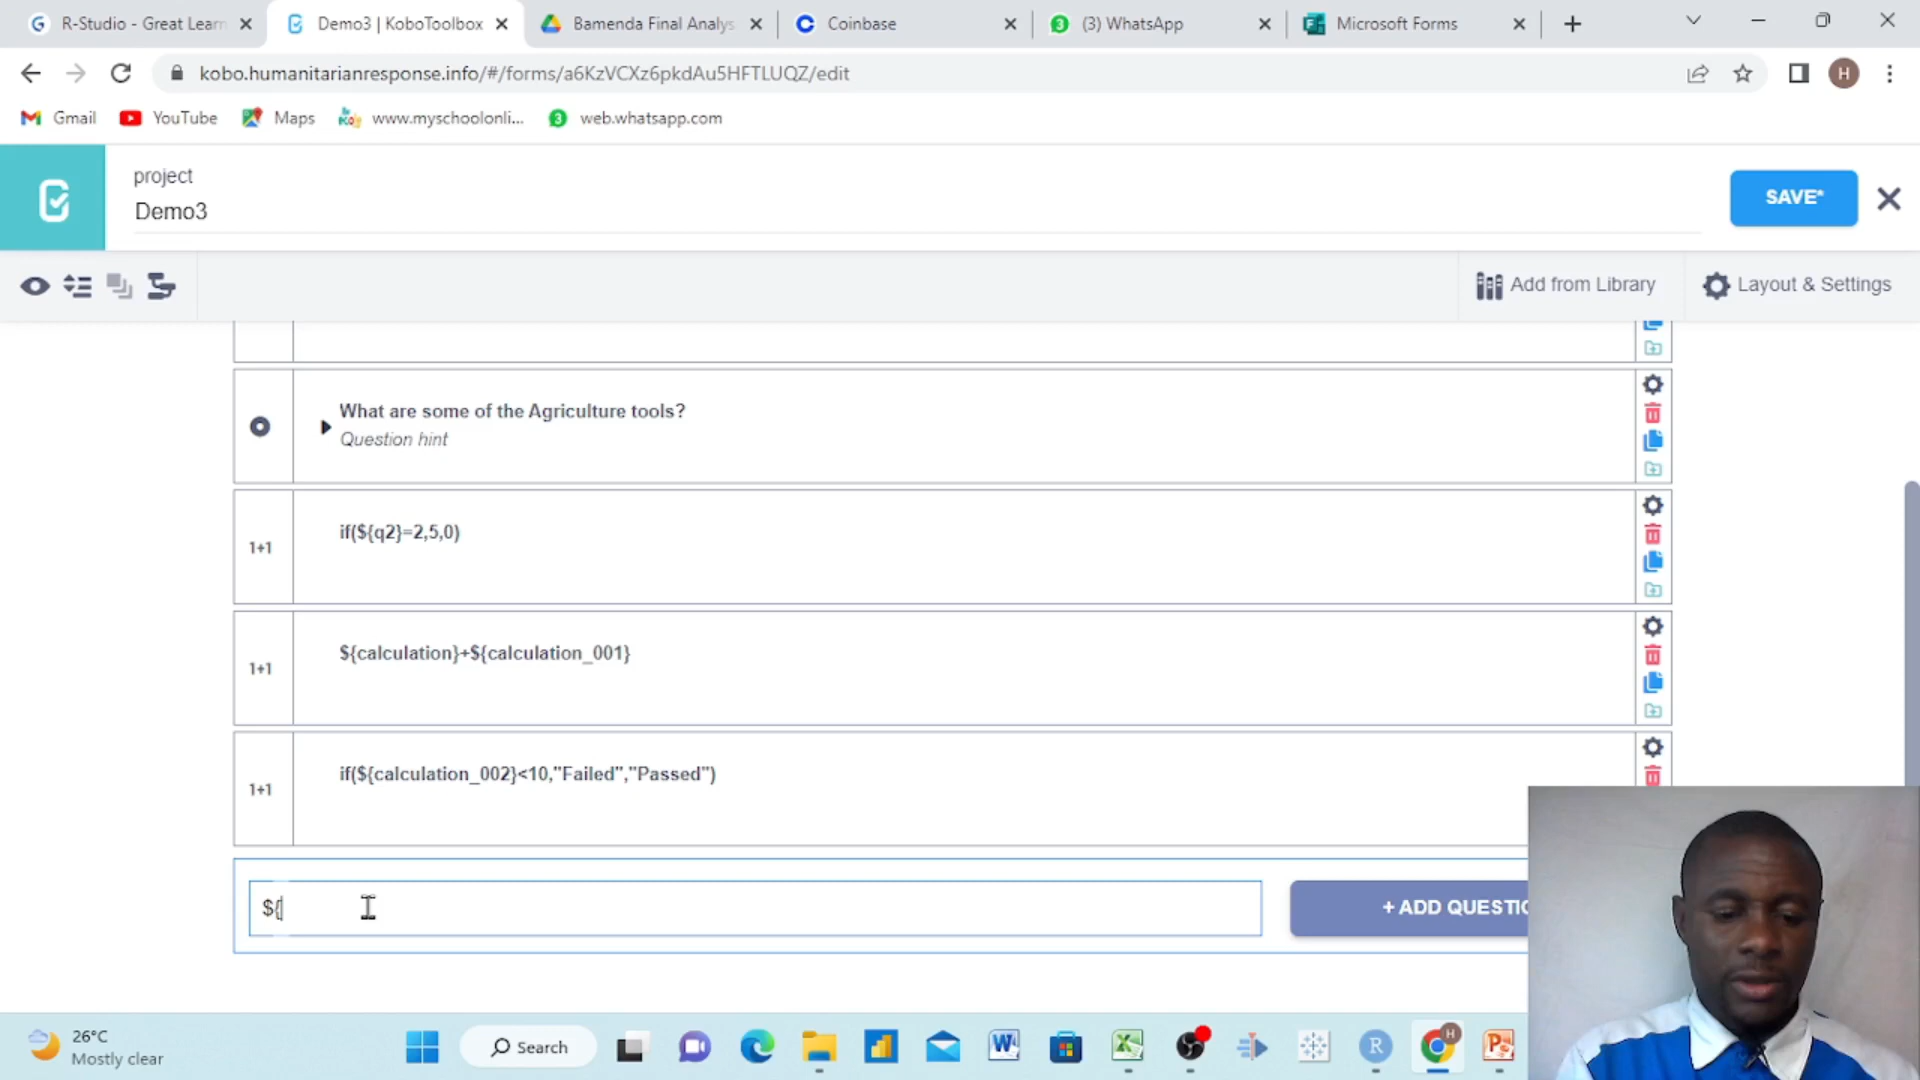 R-Studio - Great Learn
Demo3 | KoboToolbox
Bamenda Final Analys
Coinbase
(3) WhatsApp
Microsoft Forms
kobo.humanitarianresponse.info/#/forms/a6KzVCXz6pkdAu5HFTLUQZ/edit
H
Gmail
YouTube
Maps
www.myschoolonli...
web.whatsapp.com
project
Demo3
SAVE*
Add from Library
Layout & Settings
What are some of the Agriculture tools?
Question hint
1+1
if(${q2}=2,5,0)
1+1
${calculation}+${calculation_001}
1+1
if(${calculation_002}<10,"Failed","Passed")
${
+ ADD QUESTIO
26°C
Mostly clear
Search